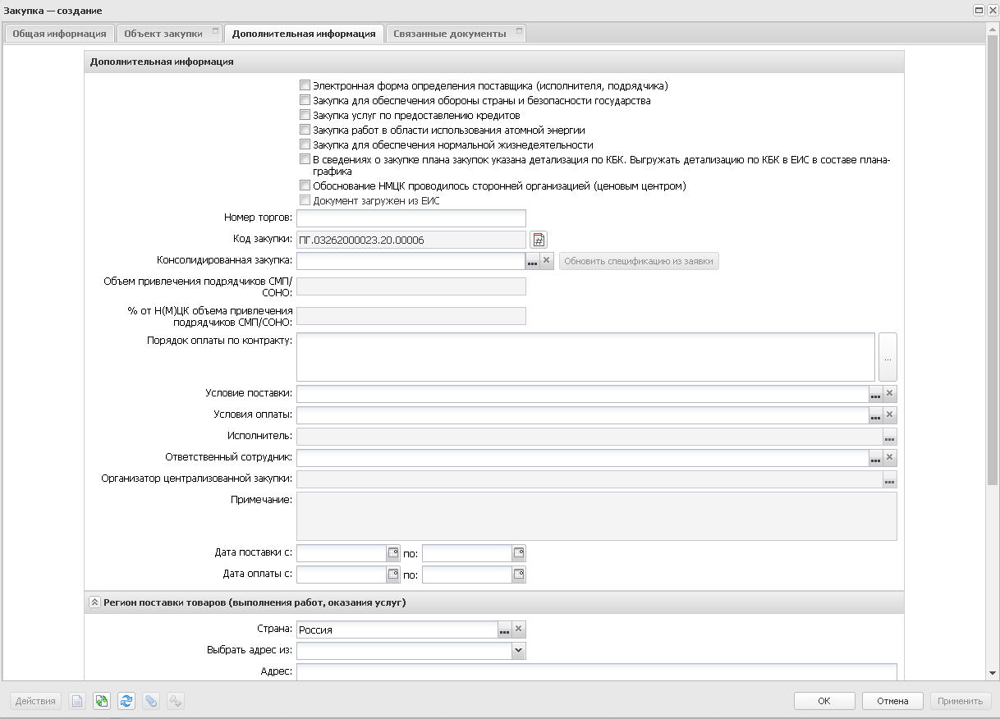 Закупка — создание
Общая информация
Объект закупки
Дополнительная информация
Связанные документы
Дополнительная информация
Электронная форма определения поставщика (исполнителя, подрядчика)
Закупка для обеспечения обороны страны и безопасности государства
Закупка услуг по предоставлению кредитов
Закупка работ в области использования атомной энергии
Закупка для обеспечения нормальной жизнедеятельности
В сведениях о закупке плана закупок указана детализация по КБК. Выгружать детализацию по КБК в ЕИС в составе плана-
графика
Обоснование НМЦК проводилось сторонней организацией (ценовым центром)
Документ загружен из ЕИС
Номер торгов:
Код закупки: ПГ.03262000023.20.00006
Консолидированная закупка: ... Обновить спецификацию из заявки
Объем привлечения подрядчиков СМП/
СОНО:
% от Н(М)ЦК объема привлечения
подрядчиков СМП/СОНО:
Порядок оплаты по контракту: ...
Условие поставки: ...
Условия оплаты: ...
Исполнитель: ...
Ответственный сотрудник: ...
Организатор централизованной закупки: ...
Примечание:
Дата поставки с: по:
Дата оплаты с: по:
Регион поставки товаров (выполнения работ, оказания услуг)
Страна: Россия ...
Выбрать адрес из:
Адрес:
Действия
ОК
Отмена
Применить